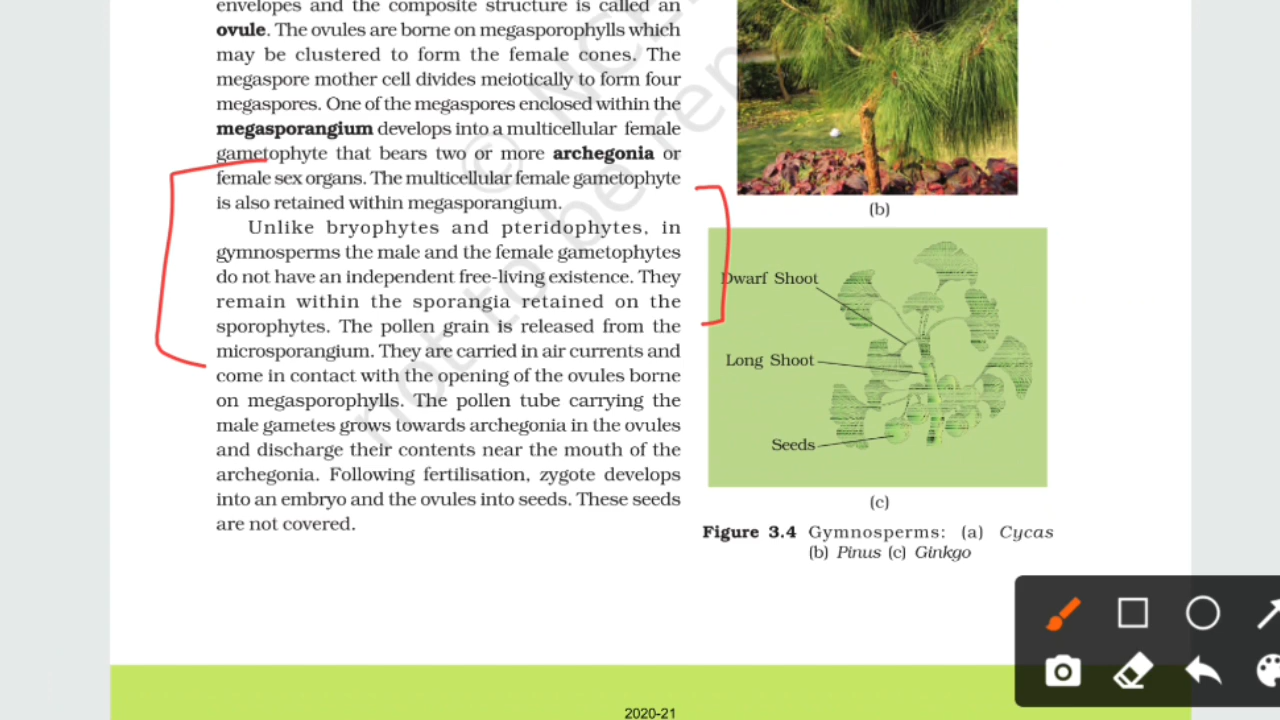 envelopes and the composite structure is called an
ovule. The ovules are borne on megasporophylls which
may be clustered to form the female cones. The
megaspore mother cell divides meiotically to form four
megaspores. One of the megaspores enclosed within the
megasporangium develops into a multicellular female
gametophyte that bears two or more archegonia or
female sex organs. The multicellular female gametophyte
is also retained within megasporangium.
Unlike bryophytes and pteridophytes, in
gymnosperms the male and the female gametophytes
do not have an independent free-living existence. They
remain within the sporangia retained on the
sporophytes. The pollen grain is released from the
microsporangium. They are carried in air currents and
come in contact with the opening of the ovules borne
on megasporophylls. The pollen tube carrying the
male gametes grows towards archegonia in the ovules
and discharge their contents near the mouth of the
archegonia. Following fertilisation, zygote develops
into an embryo and the ovules into seeds. These seeds
are not covered.
(b)
Dwarf Shoot
Long Shoot
Seeds
(c)
Figure 3.4 Gymnosperms: (a) Cycas
(b) Pinus (c) Ginkgo
2020-21